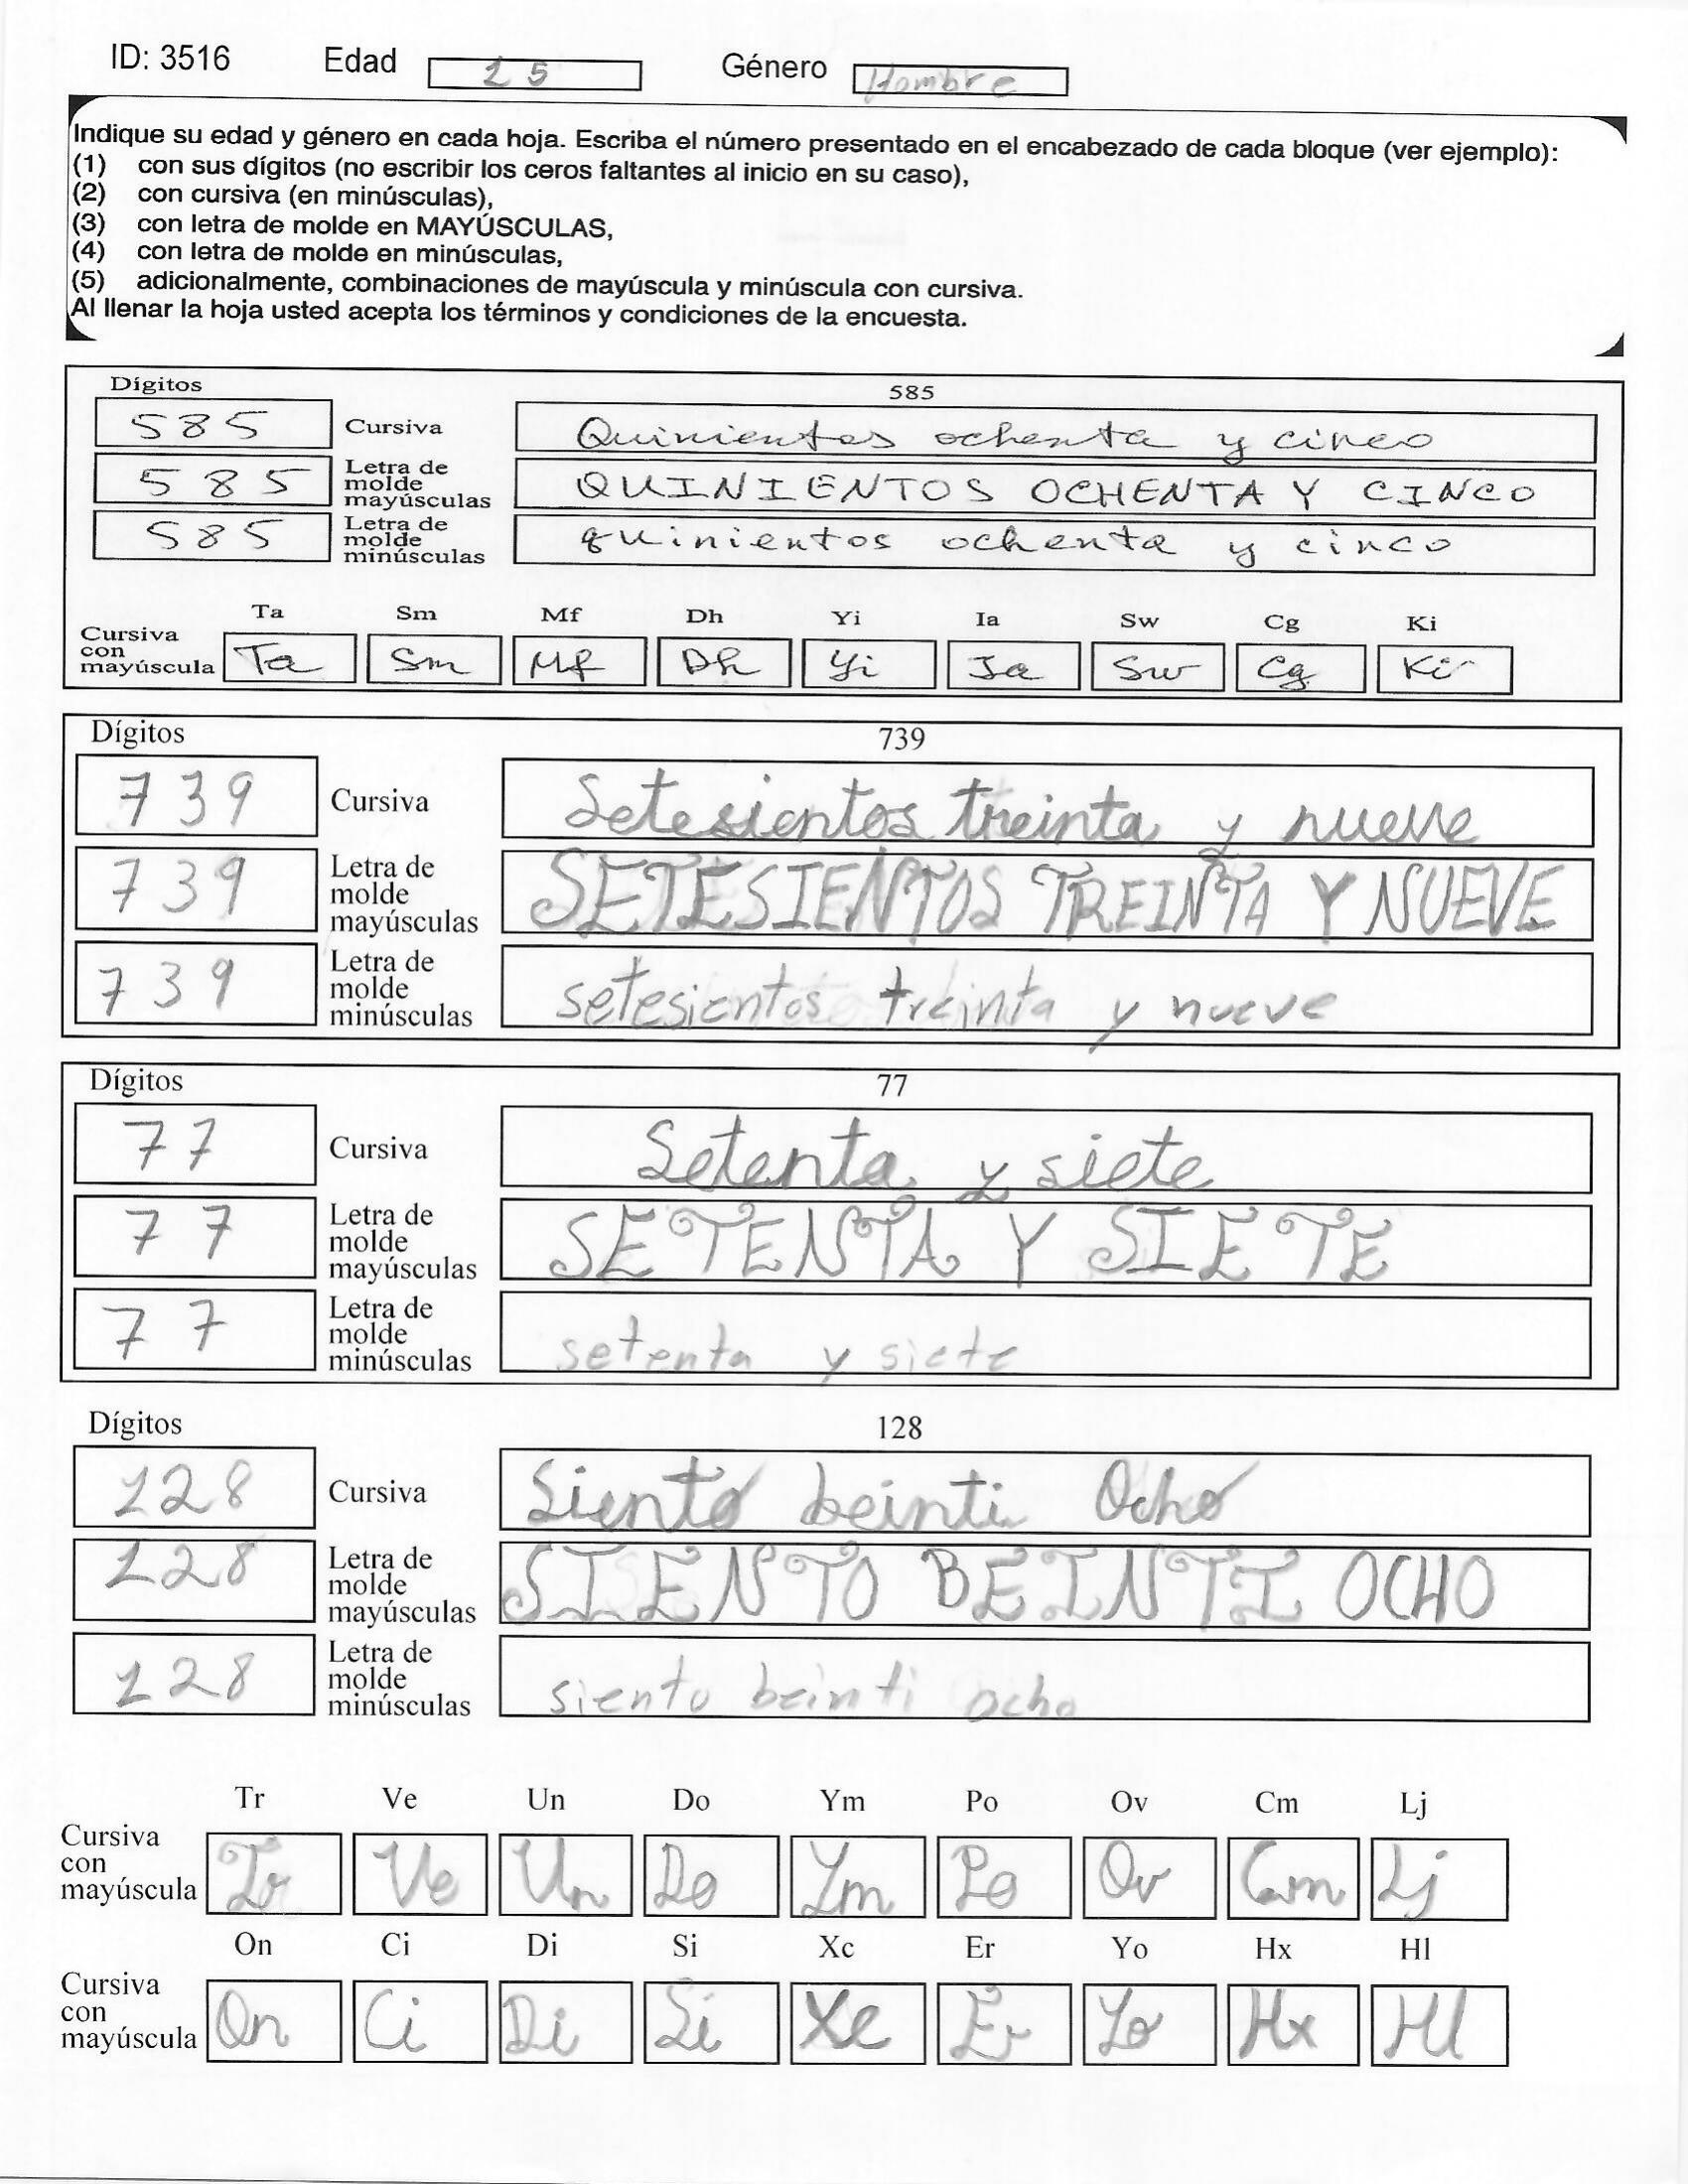 ID: 3516 Edad 15 Género Hombre
Indique su edad y género en cada hoja. Escriba el número presentado en el encabezado de cada bloque (ver ejemplo):
(1) con sus dígitos (no escribir los ceros faltantes al inicio en su caso),
(2) con cursiva (en minúsculas),
(3) con letra de molde en MAYÚSCULAS,
(4) con letra de molde en minúsculas,
(5) adicionalmente, combinaciones de mayúscula y minúscula con cursiva.
Al llenar la hoja usted acepta los términos y condiciones de la encuesta.
Dígitos 585
585 Cursiva Quinientos ochenta y cinco
585 Letra de molde mayúsculas QUINIENTOS OCHENTA Y CINCO
585 Letra de molde minúsculas quinientos ochenta y cinco
Ta Sm Mf Dh Yi Ia Sw Cg Ki
Cursiva con mayúscula Ta Sm Mf Dh Yi Ia Sw Cg Ki
Dígitos 739
739 Cursiva Setesientos treinta y nueve
739 Letra de molde mayúsculas SETESIENTOS TREINTA Y NUEVE
739 Letra de molde minúsculas setesientos treinta y nueve
Dígitos 77
77 Cursiva Setenta y siete
77 Letra de molde mayúsculas SETENTA Y SIETE
77 Letra de molde minúsculas setenta y siete
Dígitos 128
128 Cursiva Siento beinti Ocho
128 Letra de molde mayúsculas SIENTO BEINTI OCHO
128 Letra de molde minúsculas siento beinti ocho
Tr Ve Un Do Ym Po Ov Cm Lj
Cursiva con mayúscula Tr Ve Un Do Ym Po Ov Cm Lj
On Ci Di Si Xc Er Yo Hx Hl
Cursiva con mayúscula On Ci Di Si Xc Er Yo Hx Hl